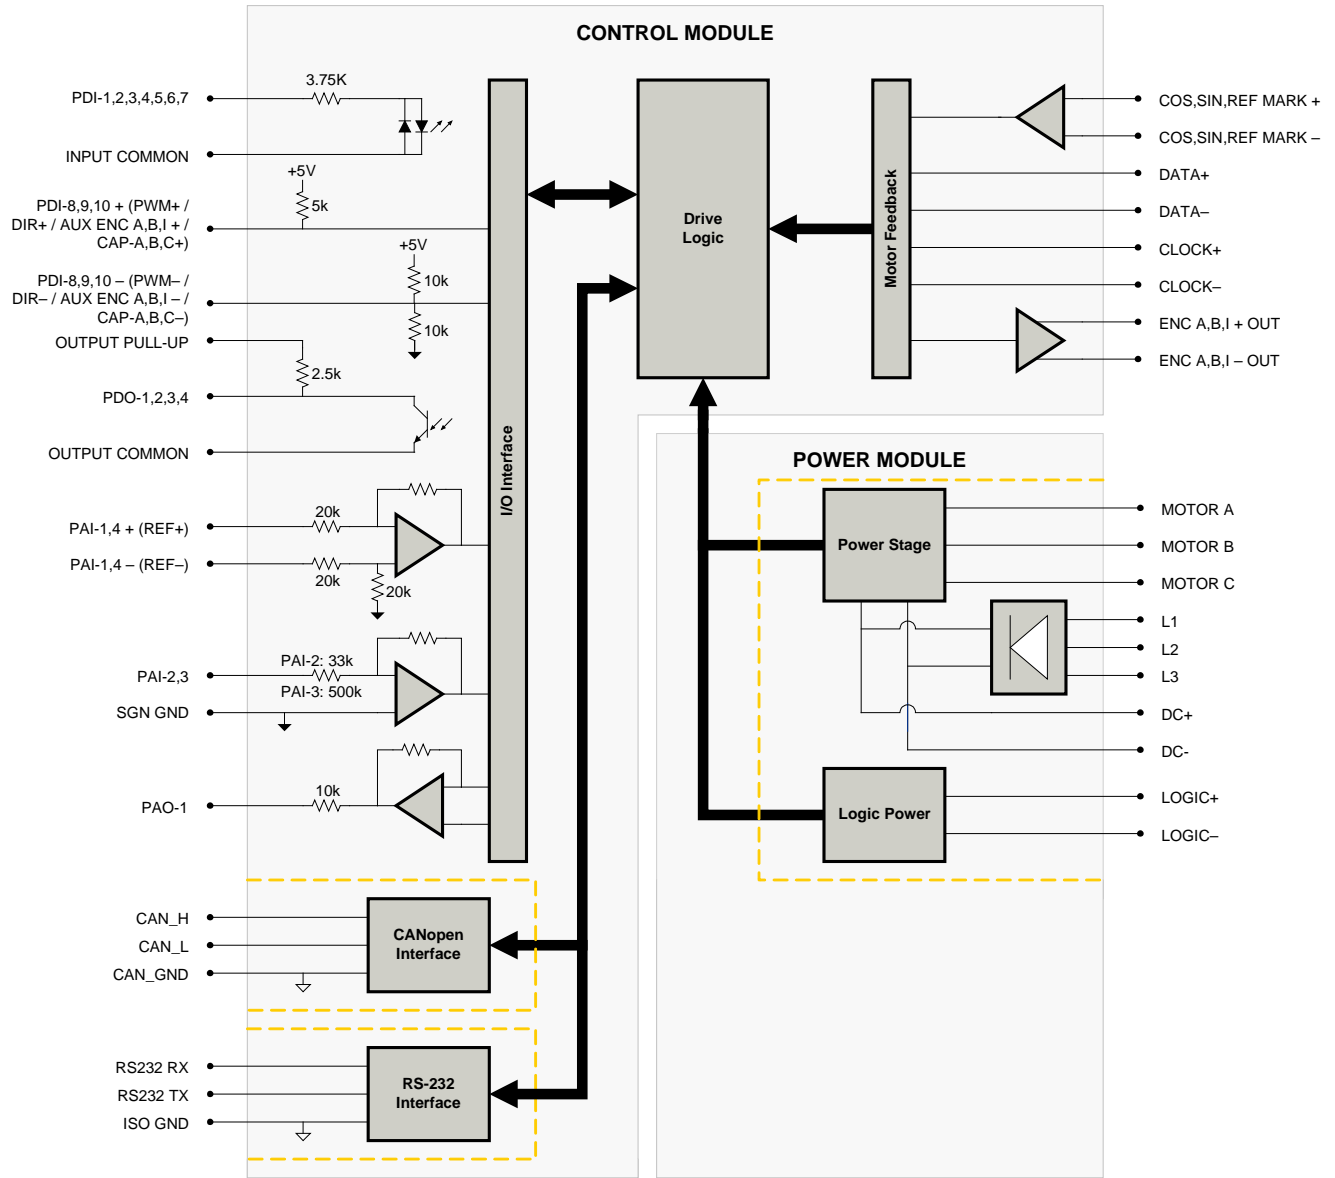 CONTROL MODULE
3.75K
PDI-1,2,3,4,5,6,7
INPUT COMMON
+5V
5k
PDI-8,9,10 + (PWM+ /
DIR+ / AUX ENC A,B,I + /
CAP-A,B,C+)
+5V
10k
PDI-8,9,10 – (PWM– /
DIR– / AUX ENC A,B,I – /
CAP-A,B,C–)
10k
OUTPUT PULL-UP
2.5k
PDO-1,2,3,4
OUTPUT COMMON
20k
PAI-1,4 + (REF+)
PAI-1,4 – (REF–)
20k
20k
PAI-2: 33k
PAI-2,3
PAI-3: 500k
SGN GND
10k
PAO-1
I/O Interface
Drive
Logic
Motor Feedback
COS,SIN,REF MARK +
COS,SIN,REF MARK –
DATA+
DATA–
CLOCK+
CLOCK–
ENC A,B,I + OUT
ENC A,B,I – OUT
CAN_H
CAN_L
CAN_GND
CANopen
Interface
RS232 RX
RS232 TX
ISO GND
RS-232
Interface
POWER MODULE
Power Stage
MOTOR A
MOTOR B
MOTOR C
L1
L2
L3
DC+
DC-
Logic Power
LOGIC+
LOGIC–